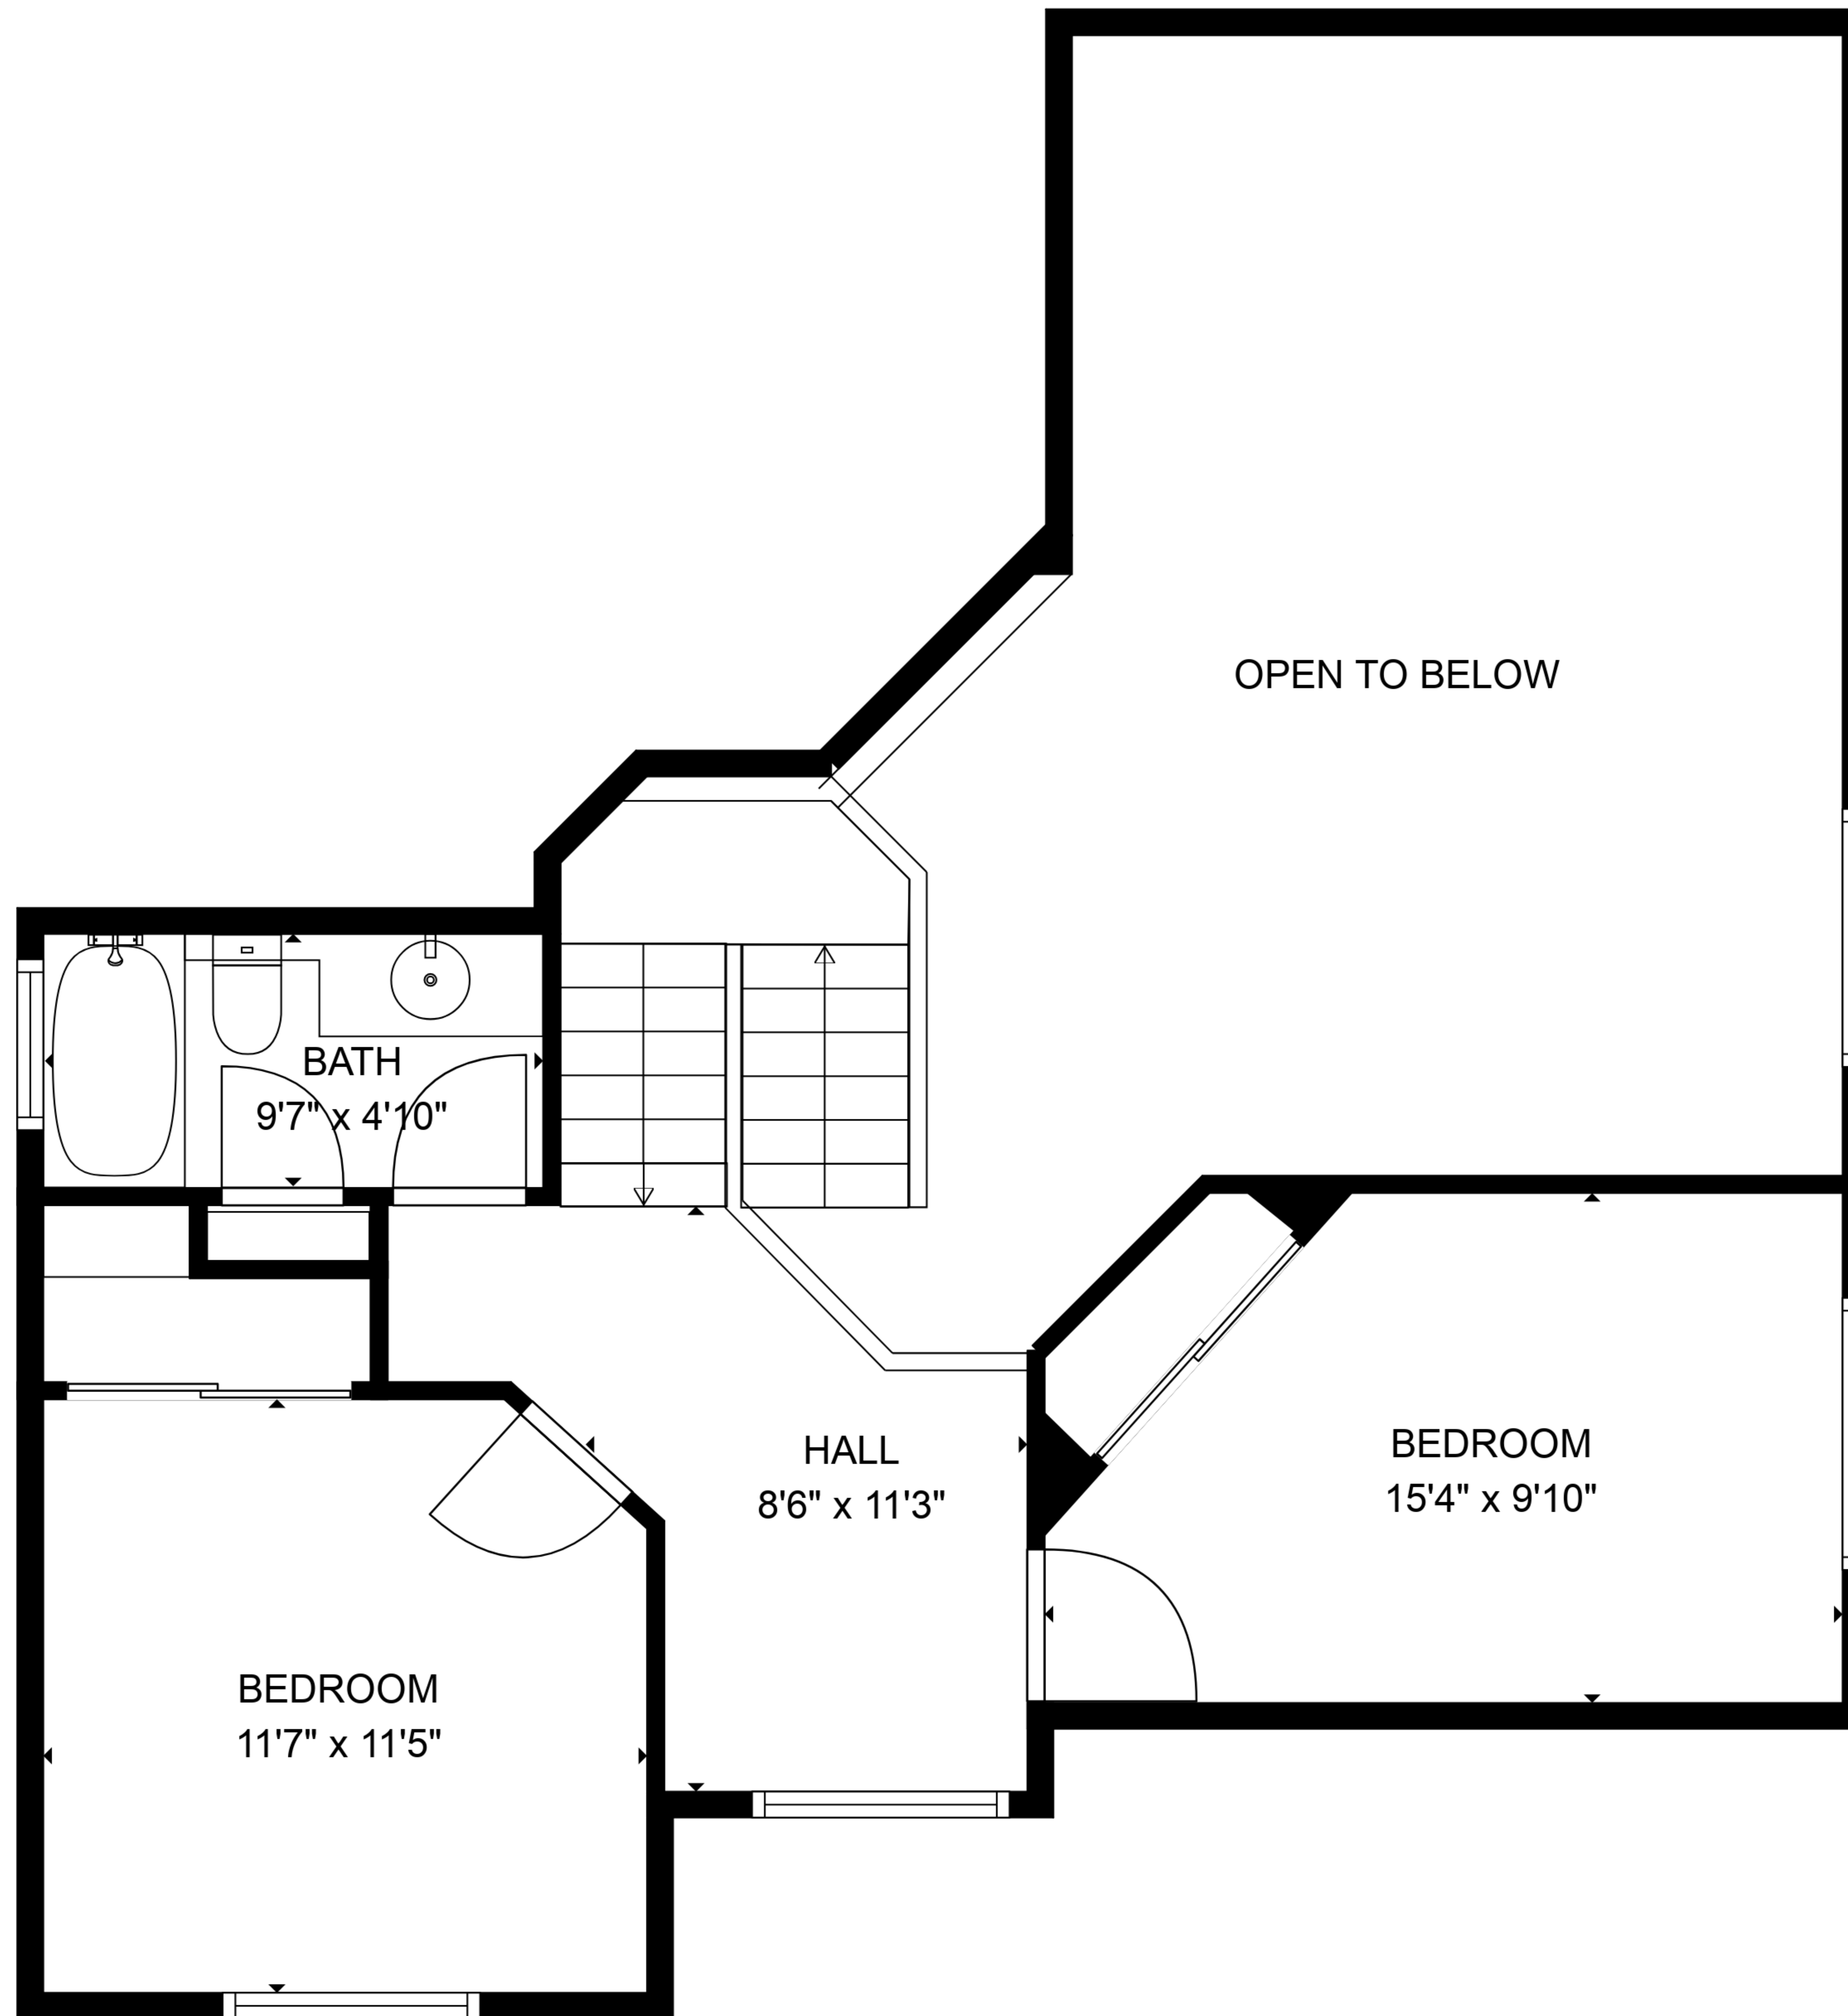 OPEN TO BELOW
BATH
9'7" x 4'10"
HALL
8'6" x 11'3"
BEDROOM
15'4" x 9'10"
BEDROOM
11'7" x 11'5"